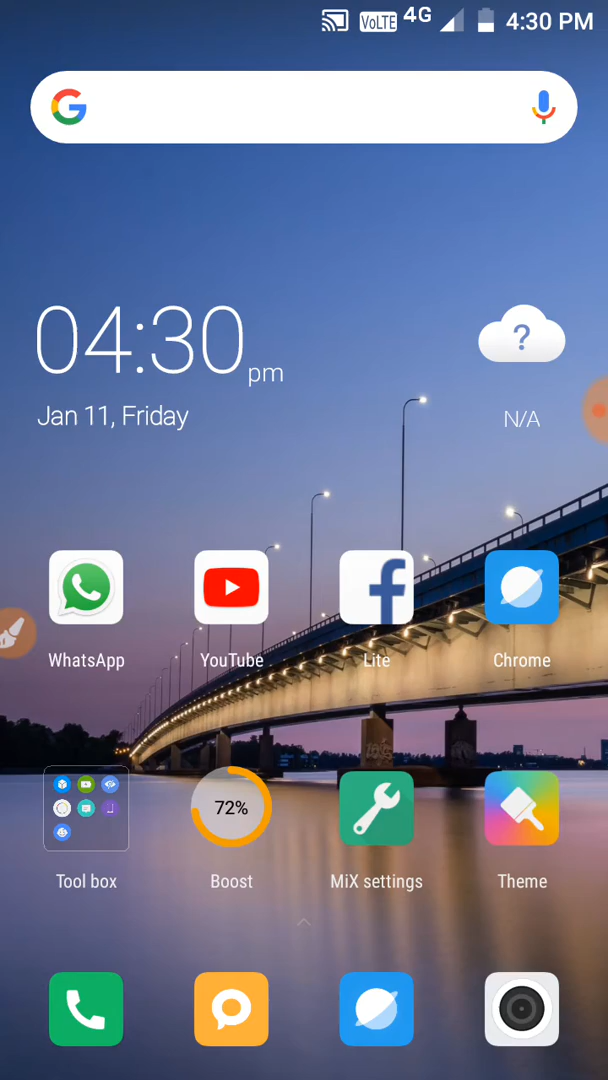 VoLTE 4G 4:30 PM
04:30 pm
Jan 11, Friday
?
N/A
WhatsApp YouTube Lite Chrome
72%
Tool box Boost MiX settings Theme